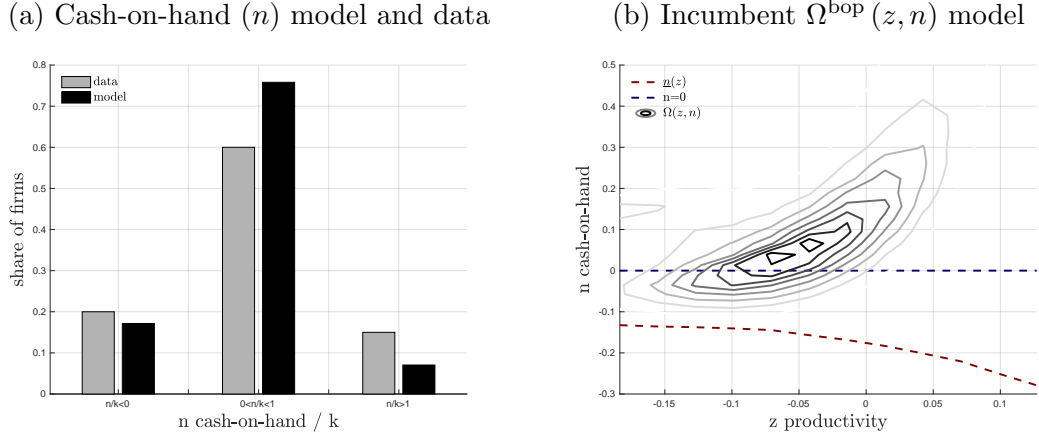 (a) Cash-on-hand (n) model and data
share of firms
0.8
0.7
0.6
0.5
0.4
0.3
0.2
0.1
0
data
model
n/k<0
0<n/k<1
n/k>1
n cash-on-hand / k
(b) Incumbent Ω^bop (z, n) model
n cash-on-hand
0.5
0.4
0.3
0.2
0.1
0
-0.1
-0.2
-0.3
n(z)
n=0
Ω(z, n)
-0.15
-0.1
-0.05
0
0.05
0.1
z productivity